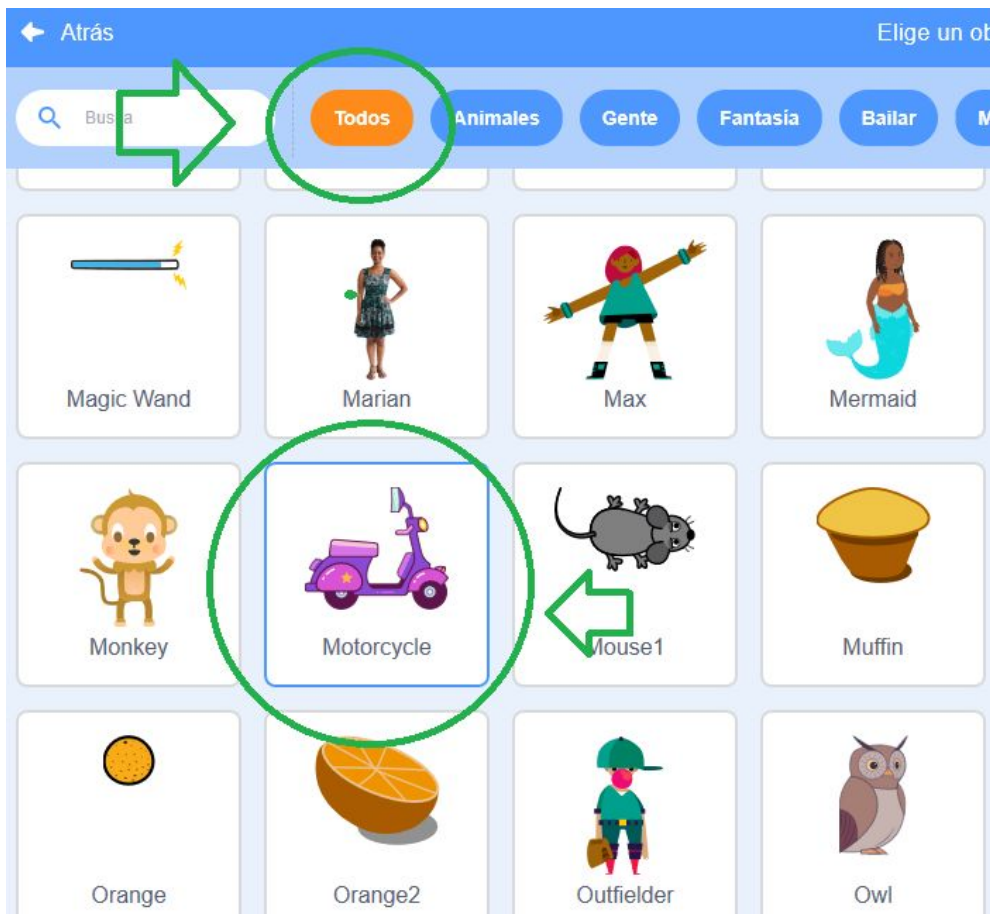 Atrás
Elige un ob
Todos
Animales
Gente
Fantasía
Bailar
M
Magic Wand
Marian
Max
Mermaid
Monkey
Motorcycle
Mouse1
Muffin
Orange
Orange2
Outfielder
Owl